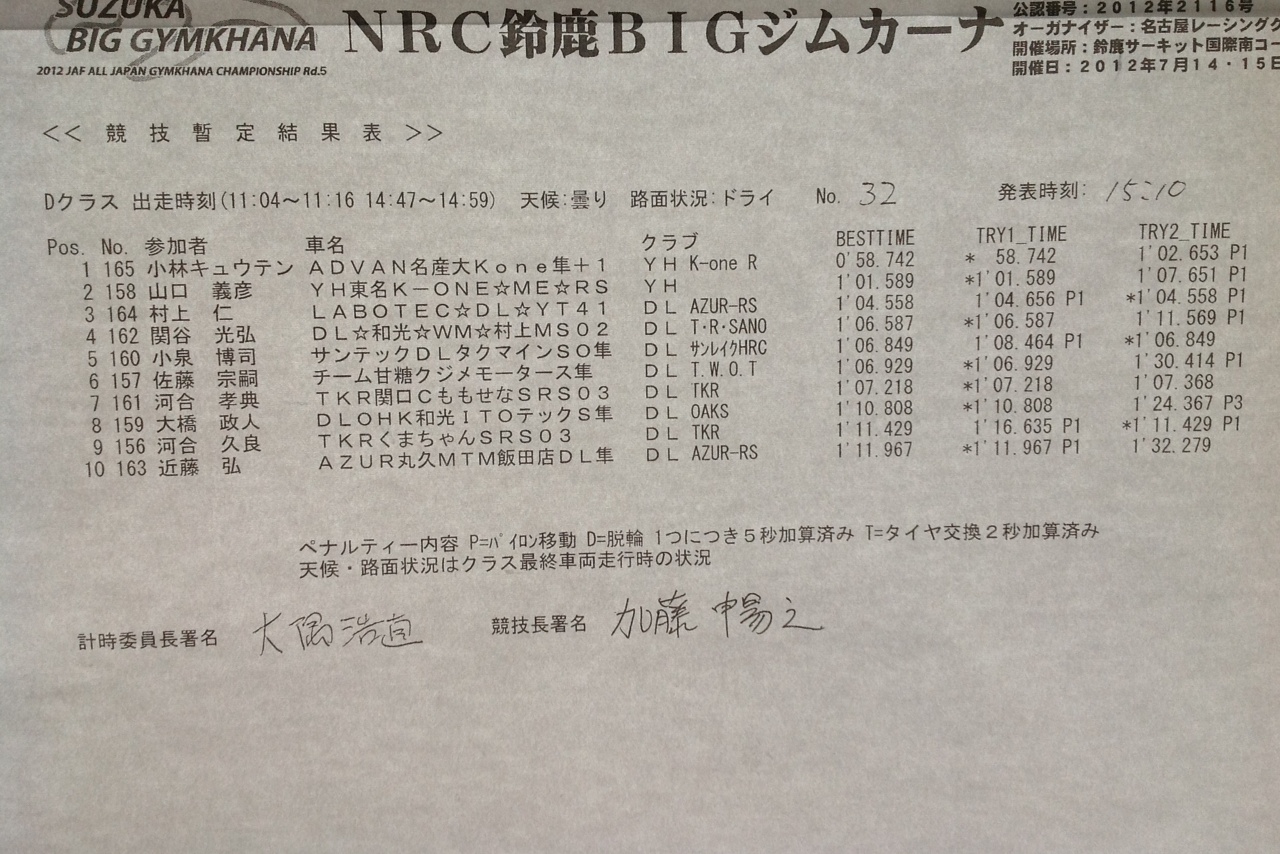 SUZUKA
BIG GYMKHANA
2012 JAF ALL JAPAN GYMKHANA CHAMPIONSHIP Rd.5
NRC鈴鹿BIGジムカーナ
公認番号：2012年2116号
オーガナイザー：名古屋レーシング
開催場所：鈴鹿サーキット国際南コー
開催日：2012年7月14・15日
<< 競技暫定結果表 >>
Dクラス 出走時刻(11:04～11:16 14:47～14:59) 天候:曇り 路面状況:ドライ No. 32 発表時刻: 15:10
Pos. No. 参加者 車名 クラブ BESTTIME TRY1_TIME TRY2_TIME
1 165 小林キュウテン ADVAN名産大Kone隼+1 YH K-one R 0'58.742 * 58.742 1'02.653 P1
2 158 山口 義彦 YH東名K-ONE☆ME☆RS YH 1'01.589 *1'01.589 1'07.651 P1
3 164 村上 仁 LABOTEC☆DL☆YT41 DL AZUR-RS 1'04.558 1'04.656 P1 *1'04.558 P1
4 162 関谷 光弘 DL☆和光☆WM☆村上MS02 DL T・R・SANO 1'06.587 *1'06.587 1'11.569 P1
5 160 小泉 博司 サンテックDLタクマインSO隼 DL ｻﾝﾚｲｸHRC 1'06.849 1'08.464 P1 *1'06.849
6 157 佐藤 宗嗣 チーム甘糖クジメモータース隼 DL T.W.O.T 1'06.929 *1'06.929 1'30.414 P1
7 161 河合 孝典 TKR関口CももせなSRS03 DL TKR 1'07.218 *1'07.218 1'07.368
8 159 大橋 政人 DLOHK和光ITOテックS隼 DL OAKS 1'10.808 *1'10.808 1'24.367 P3
9 156 河合 久良 TKRくまちゃんSRS03 DL TKR 1'11.429 1'16.635 P1 *1'11.429 P1
10 163 近藤 弘 AZUR丸久MTM飯田店DL隼 DL AZUR-RS 1'11.967 *1'11.967 P1 1'32.279
ペナルティー内容 P=ﾊﾟｲﾛﾝ移動 D=脱輪 1つにつき5秒加算済み T=タイヤ交換2秒加算済み
天候・路面状況はクラス最終車両走行時の状況
計時委員長署名 大隅浩直 競技長署名 加藤 暢之